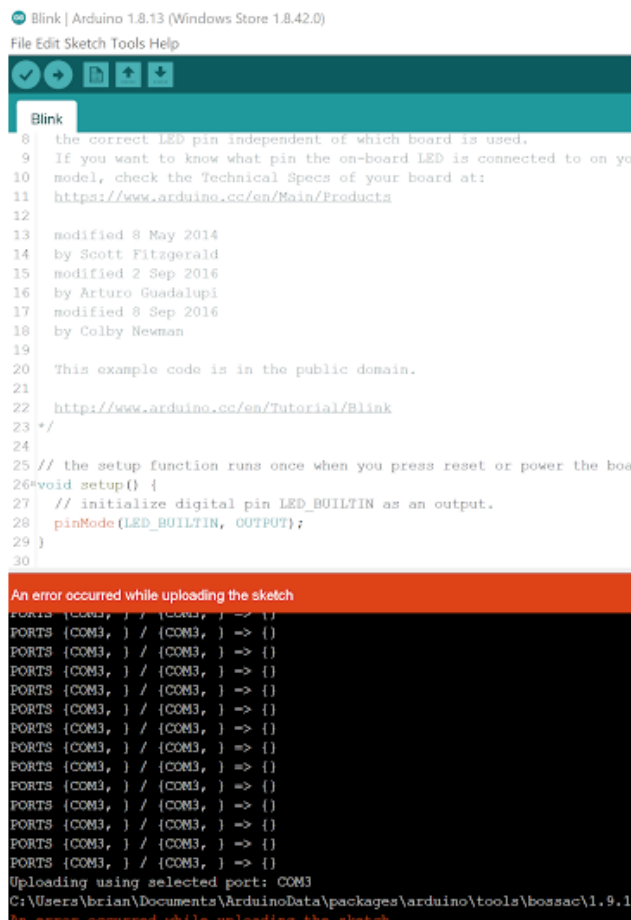 Blink | Arduino 1.8.13 (Windows Store 1.8.42.0)
File Edit Sketch Tools Help
Blink
8 the correct LED pin independent of which board is used.
9 If you want to know what pin the on-board LED is connected to on yo
10 model, check the Technical Specs of your board at:
11 https://www.arduino.cc/en/Main/Products
12
13 modified 8 May 2014
14 by Scott Fitzgerald
15 modified 2 Sep 2016
16 by Arturo Guadalupi
17 modified 8 Sep 2016
18 by Colby Newman
19
20 This example code is in the public domain.
21
22 http://www.arduino.cc/en/Tutorial/Blink
23 */
24
25 // the setup function runs once when you press reset or power the boa
26 void setup() {
27 // initialize digital pin LED_BUILTIN as an output.
28 pinMode(LED_BUILTIN, OUTPUT);
29 }
30
An error occurred while uploading the sketch
PORTS {COM3, } / {COM3, } => {}
PORTS {COM3, } / {COM3, } => {}
PORTS {COM3, } / {COM3, } => {}
PORTS {COM3, } / {COM3, } => {}
PORTS {COM3, } / {COM3, } => {}
PORTS {COM3, } / {COM3, } => {}
PORTS {COM3, } / {COM3, } => {}
PORTS {COM3, } / {COM3, } => {}
PORTS {COM3, } / {COM3, } => {}
PORTS {COM3, } / {COM3, } => {}
PORTS {COM3, } / {COM3, } => {}
PORTS {COM3, } / {COM3, } => {}
PORTS {COM3, } / {COM3, } => {}
PORTS {COM3, } / {COM3, } => {}
Uploading using selected port: COM3
C:\Users\brian\Documents\ArduinoData\packages\arduino\tools\bossac\1.9.1
An error occurred while uploading the sketch